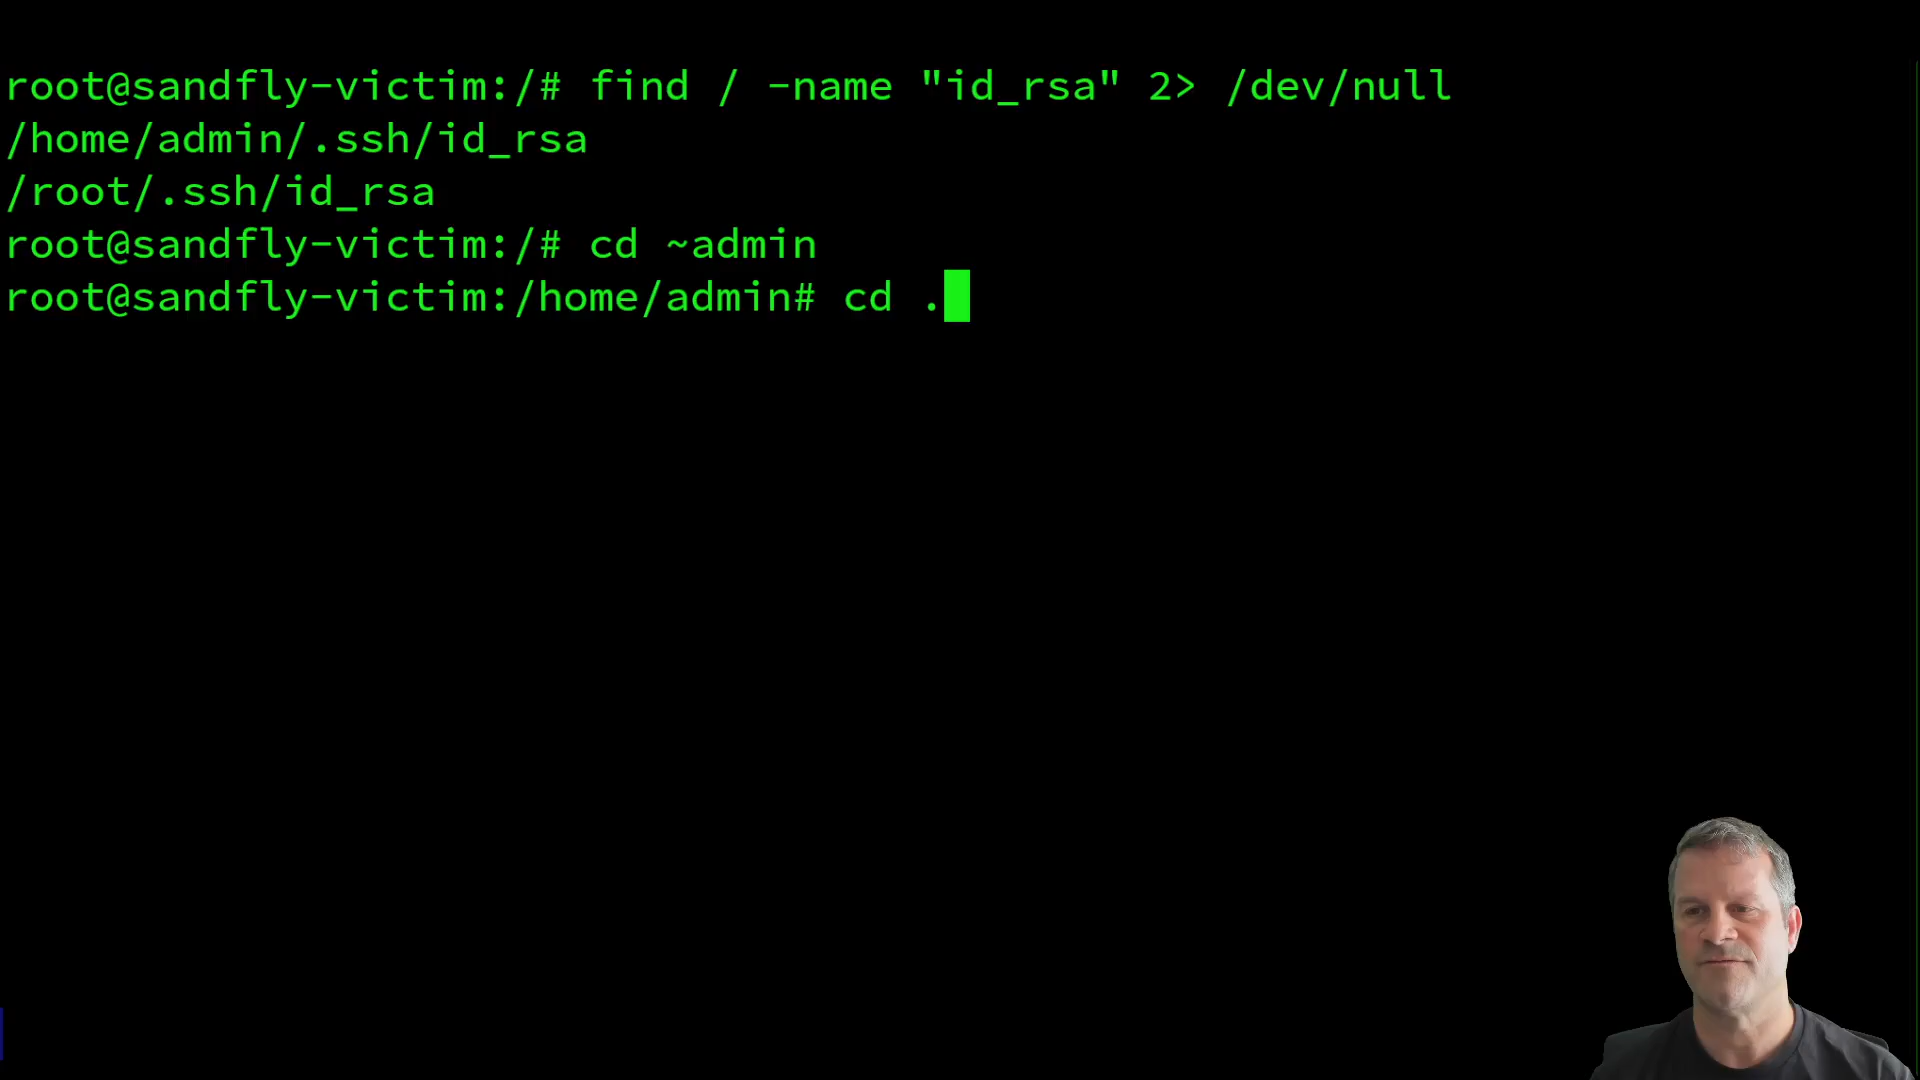 root@sandfly-victim:/# find / -name "id_rsa" 2> /dev/null
/home/admin/.ssh/id_rsa
/root/.ssh/id_rsa
root@sandfly-victim:/# cd ~admin
root@sandfly-victim:/home/admin# cd .